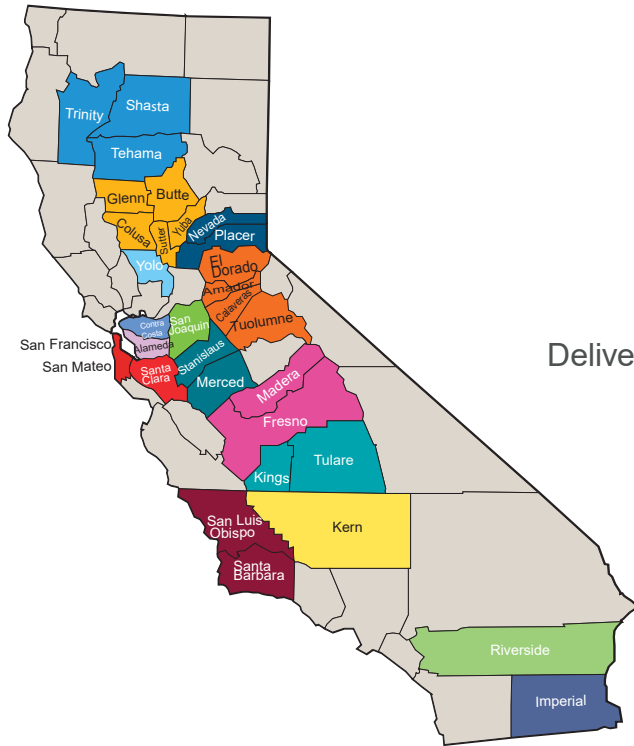 Trinity
Shasta
Tehama
Glenn
Butte
Colusa
Sutter
Yuba
Nevada
Placer
Yolo
El
Dorado
Amador
Calaveras
Tuolumne
San Francisco
San Mateo
Contra
Costa
Alameda
San
Joaquin
Santa
Clara
Stanislaus
Merced
Delive
Madera
Fresno
Kings
Tulare
San Luis
Obispo
Kern
Santa
Barbara
Riverside
Imperial